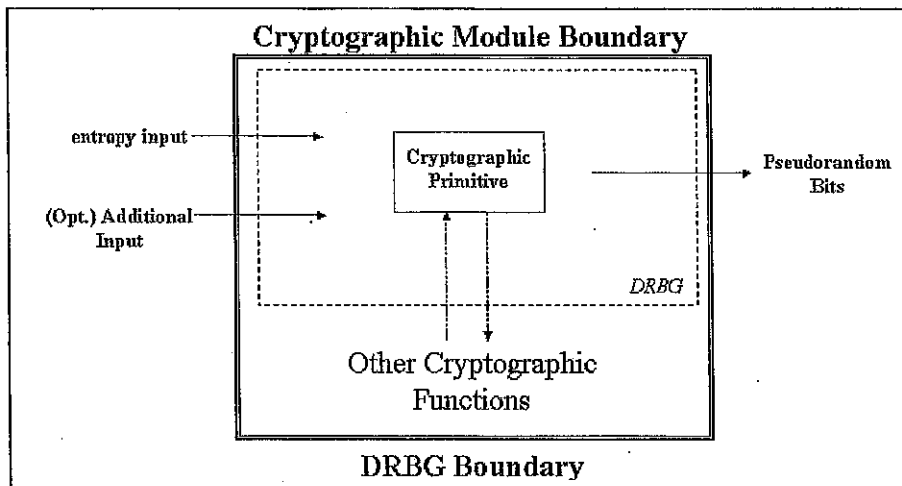 Cryptographic Module Boundary
entropy input
Cryptographic
Primitive
Pseudorandom
Bits
(Opt.) Additional
Input
DRBG
Other Cryptographic
Functions
DRBG Boundary